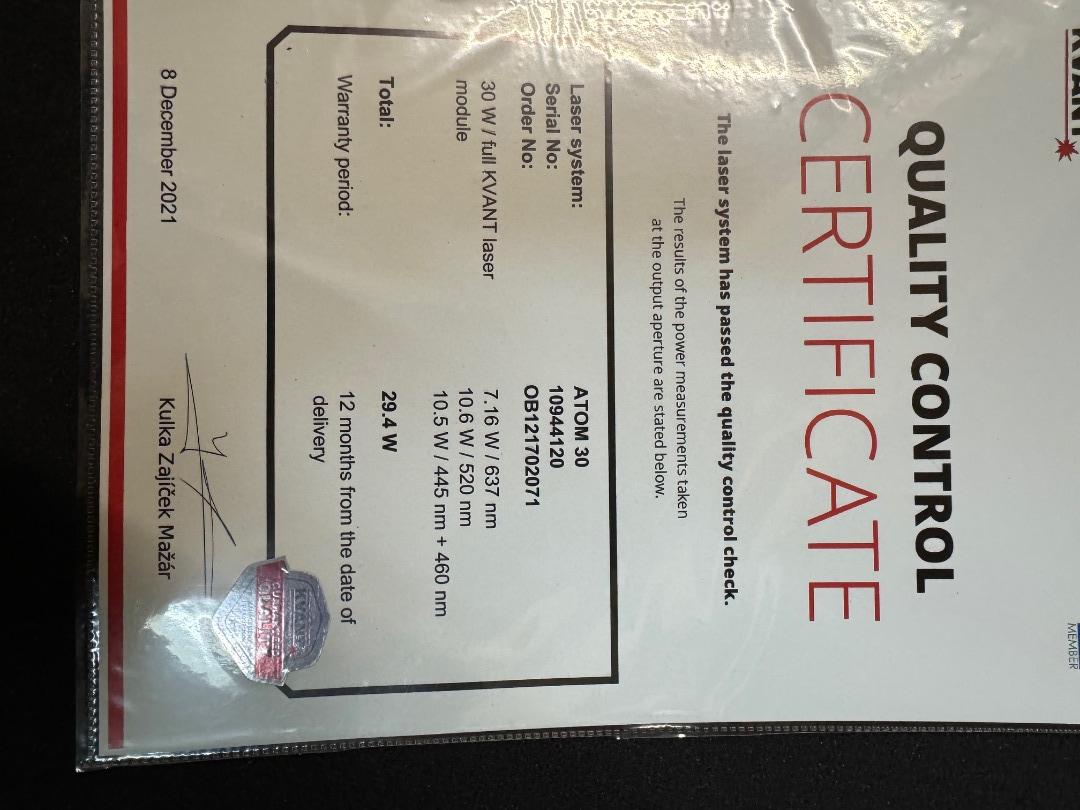 KVANT
MEMBER
QUALITY CONTROL
CERTIFICATE
The laser system has passed the quality control check.
The results of the power measurements taken
at the output aperture are stated below.
Laser system: ATOM 30
Serial No: 10944120
Order No: OB121702071
30 W / full KVANT laser 7.16 W / 637 nm
module 10.6 W / 520 nm
10.5 W / 445 nm + 460 nm
Total: 29.4 W
Warranty period: 12 months from the date of
delivery
8 December 2021 Kulka Zajíček Mažár
KVANT
QUALITY